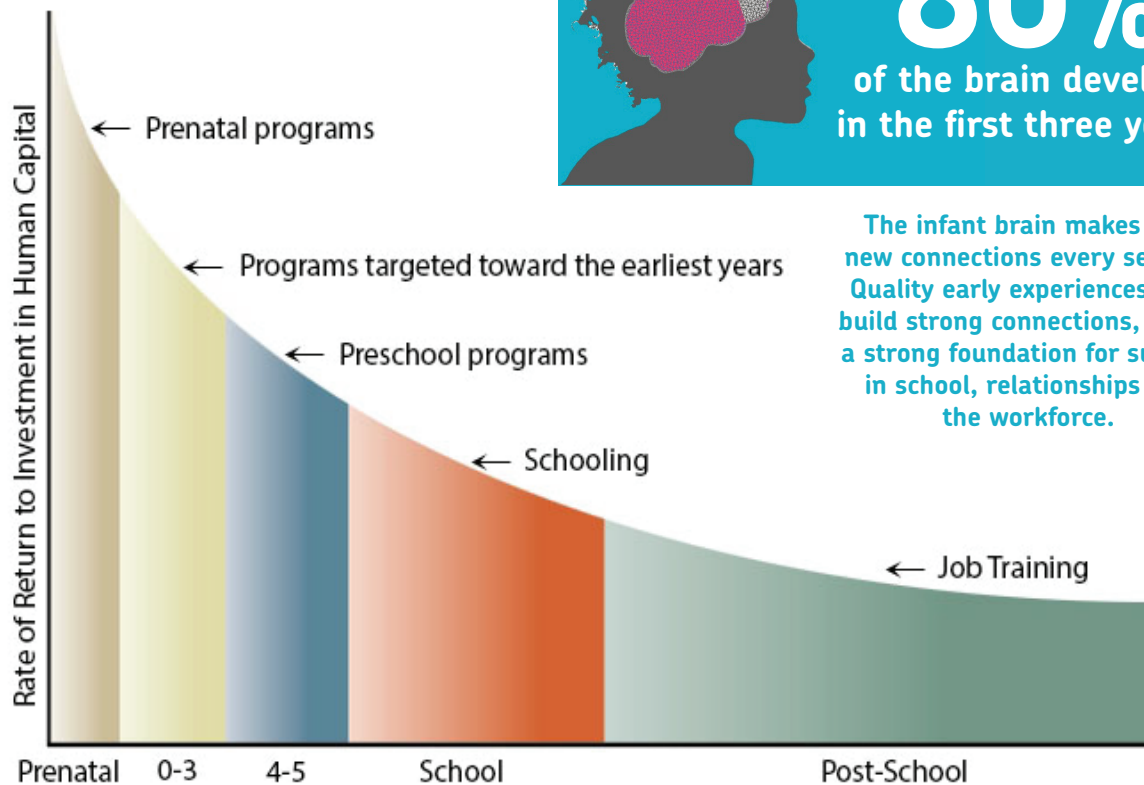 80%
of the brain
in the first three
Prenatal programs
Programs targeted toward the earliest years
Preschool programs
Schooling
Job Training
The infant brain makes
new connections every
Quality early experiences
build strong connections,
a strong foundation for
in school, relationships
the workforce.
Rate of Return to Investment in Human Capital
Prenatal
0-3
4-5
School
Post-School